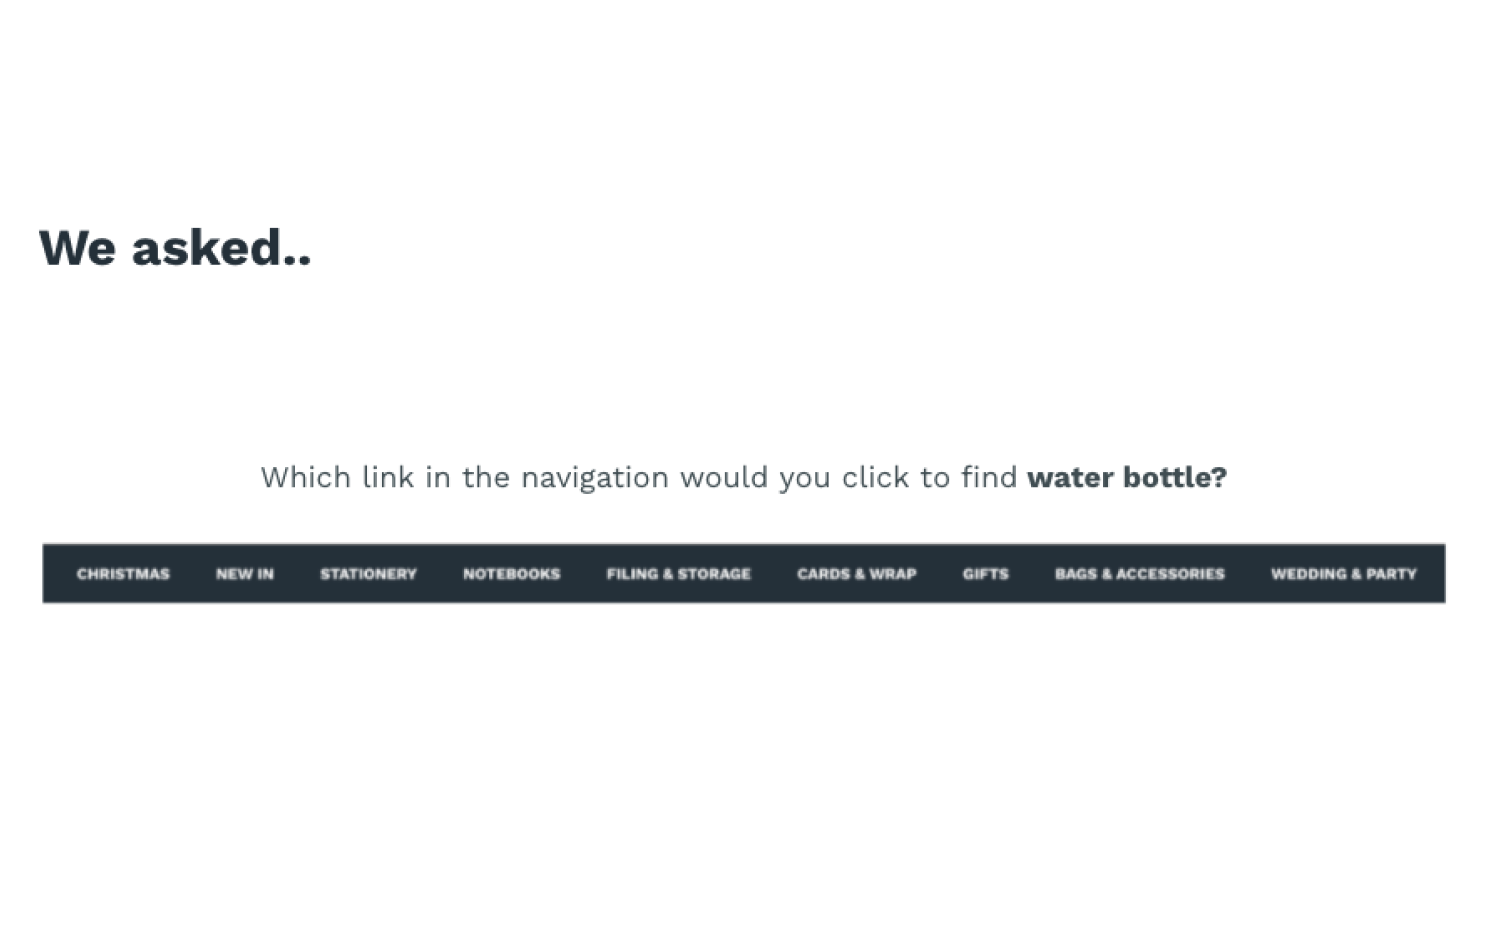 We asked..
Which link in the navigation would you click to find water bottle?
CHRISTMAS NEW IN STATIONERY NOTEBOOKS FILING & STORAGE CARDS & WRAP GIFTS BAGS & ACCESSORIES WEDDING & PARTY